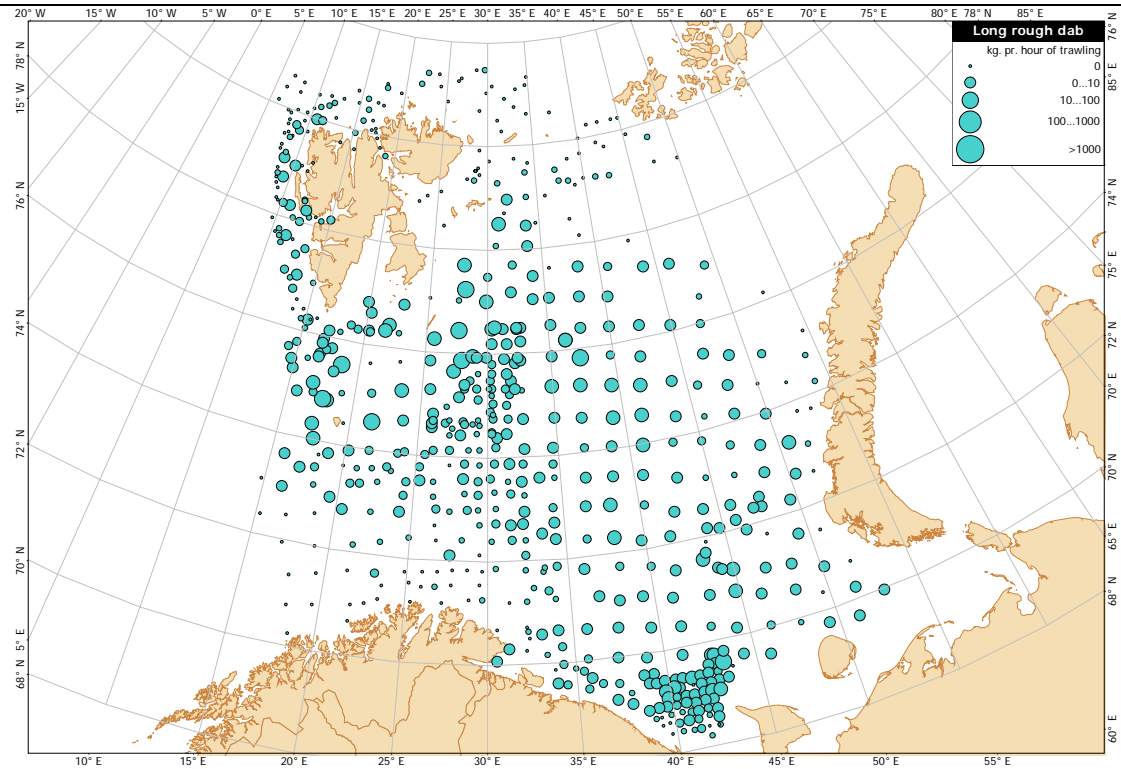 20° W 15° W 10° W 5° W 0° E 5° E 10° E 15° E 20° E 25° E 30° E 35° E 40° E 45° E 50° E 55° E 60° E 65° E 70° E 75° E 80° E 78° N 85° E
76° N
Long rough dab
kg. pr. hour of trawling
0
0...10
10...100
100...1000
>1000
78° N
85° E
15° W
76° N
74° N
75° E
74° N
72° N
70° E
72° N
70° N
65° E
70° N
68° N
5° E
68° N
60° E
10° E 15° E 20° E 25° E 30° E 35° E 40° E 45° E 50° E 55° E